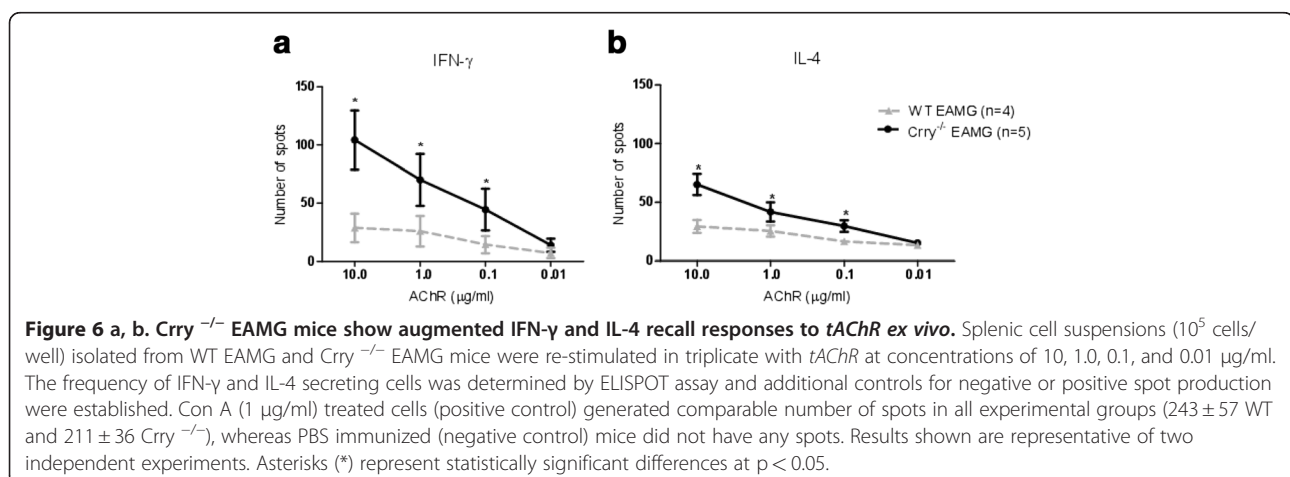 a
IFN-γ
b
IL-4
150
100
50
0
Number of spots
*
*
*
10.0
1.0
0.1
0.01
AChR (μg/ml)
150
100
50
0
Number of spots
*
*
*
10.0
1.0
0.1
0.01
AChR (μg/ml)
WT EAMG (n=4)
Crry-/- EAMG (n=5)
Figure 6 a, b. Crry −/− EAMG mice show augmented IFN-γ and IL-4 recall responses to tAChR ex vivo. Splenic cell suspensions (10⁵ cells/
well) isolated from WT EAMG and Crry −/− EAMG mice were re-stimulated in triplicate with tAChR at concentrations of 10, 1.0, 0.1, and 0.01 μg/ml.
The frequency of IFN-γ and IL-4 secreting cells was determined by ELISPOT assay and additional controls for negative or positive spot production
were established. Con A (1 μg/ml) treated cells (positive control) generated comparable number of spots in all experimental groups (243 ± 57 WT
and 211 ± 36 Crry −/−), whereas PBS immunized (negative control) mice did not have any spots. Results shown are representative of two
independent experiments. Asterisks (*) represent statistically significant differences at p < 0.05.